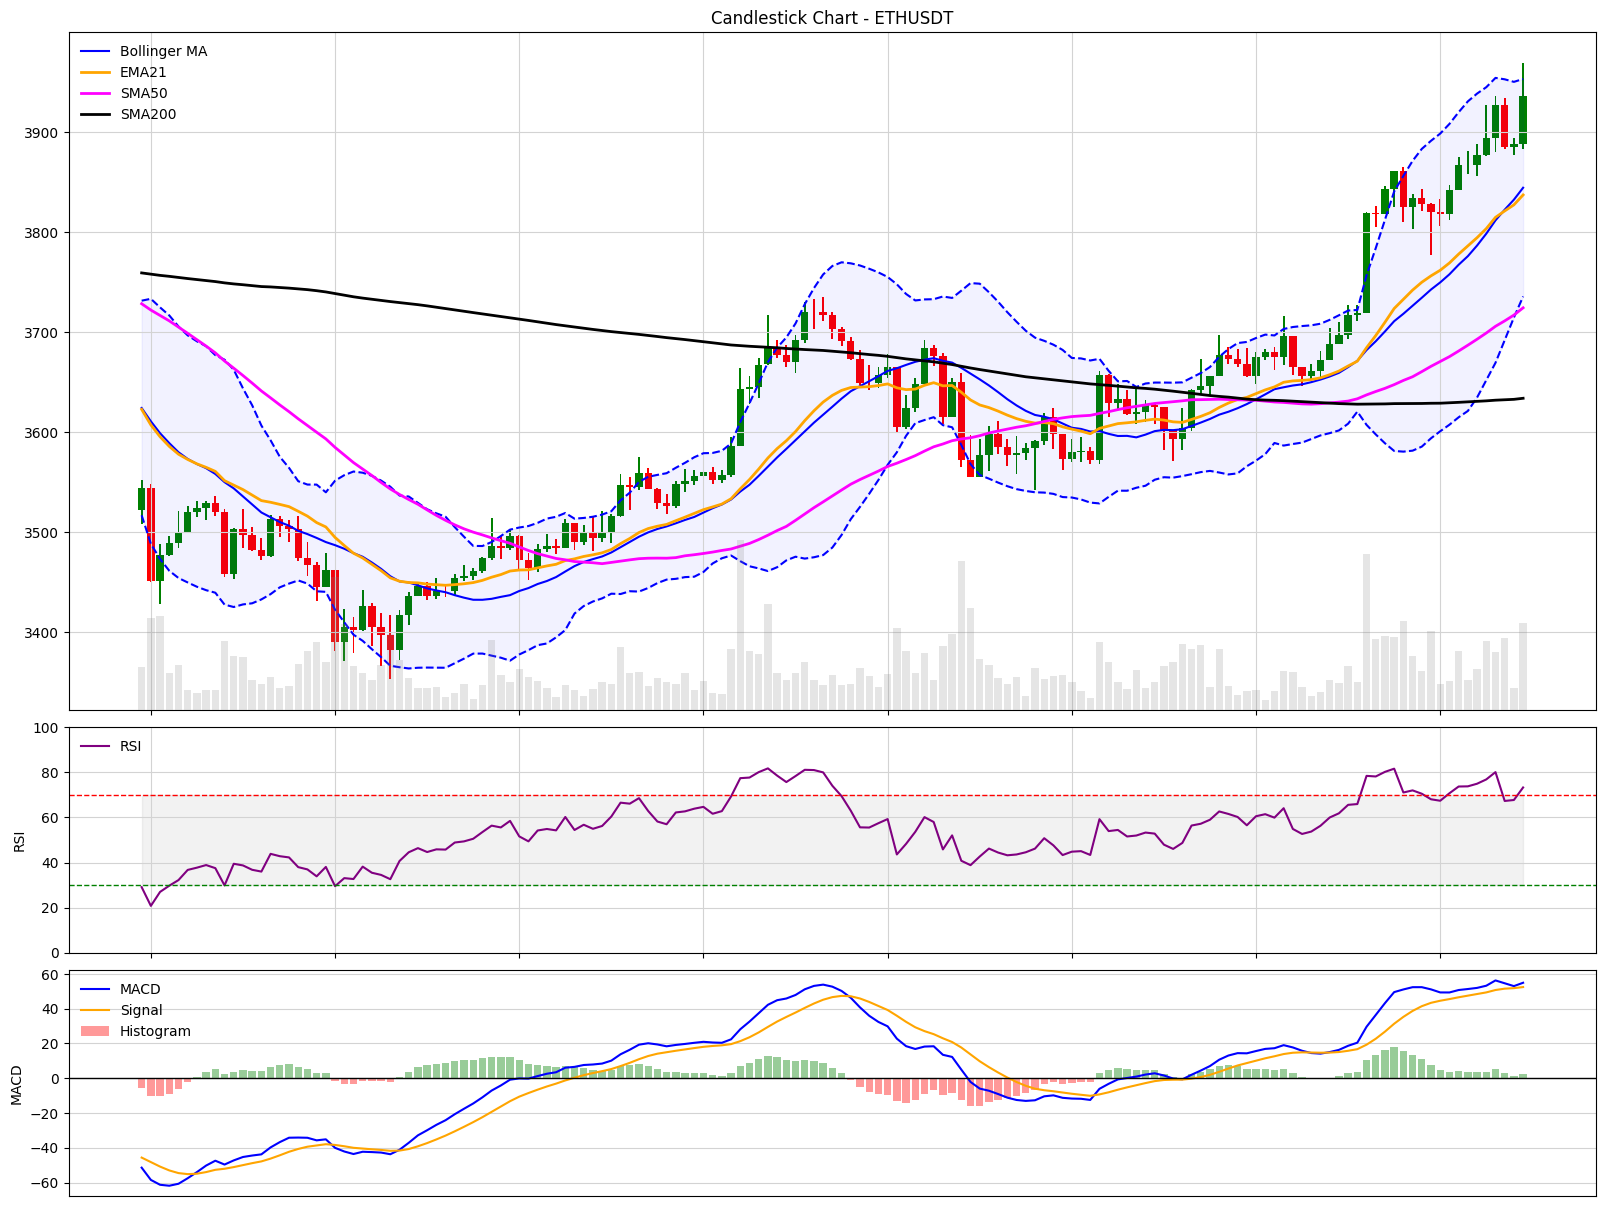 Candlestick Chart - ETHUSDT
Bollinger MA
EMA21
SMA50
SMA200
3900
3800
3700
3600
3500
3400
100
80
60
40
20
0
RSI
RSI
60
40
20
0
−20
−40
−60
MACD
MACD
Signal
Histogram